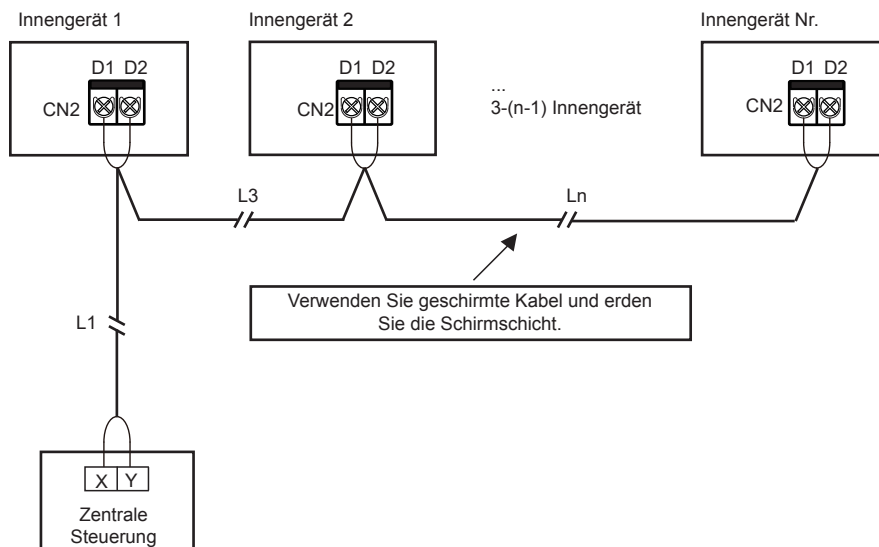 Innengerät 1
Innengerät 2
Innengerät Nr.
D1 D2
D1 D2
D1 D2
CN2
CN2
CN2
...
3-(n-1) Innengerät
L3
Ln
Verwenden Sie geschirmte Kabel und erden
Sie die Schirmschicht.
L1
X Y
Zentrale
Steuerung